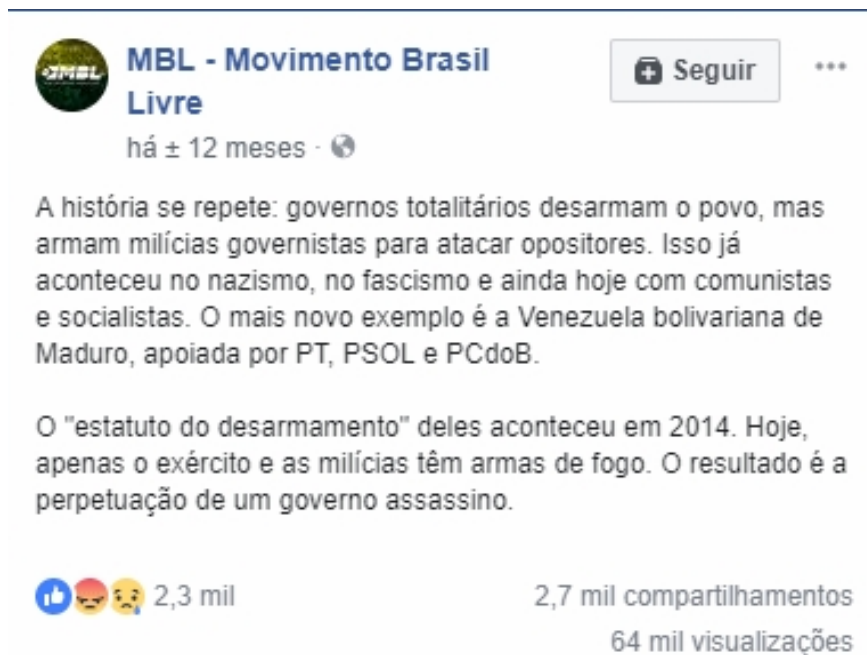 MBL
MBL - Movimento Brasil
Livre
Seguir
há ± 12 meses ·
A história se repete: governos totalitários desarmam o povo, mas
armam milícias governistas para atacar opositores. Isso já
aconteceu no nazismo, no fascismo e ainda hoje com comunistas
e socialistas. O mais novo exemplo é a Venezuela bolivariana de
Maduro, apoiada por PT, PSOL e PCdoB.
O "estatuto do desarmamento" deles aconteceu em 2014. Hoje,
apenas o exército e as milícias têm armas de fogo. O resultado é a
perpetuação de um governo assassino.
2,3 mil
2,7 mil compartilhamentos
64 mil visualizações